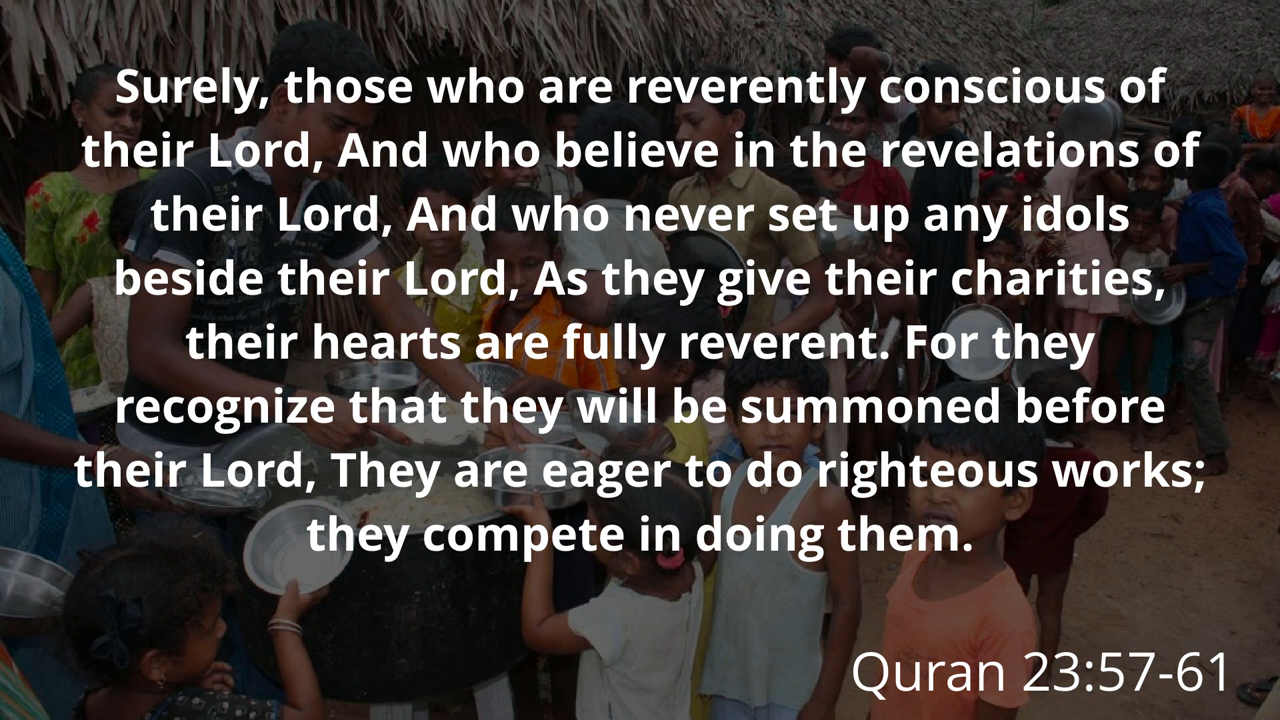 Surely, those who are reverently conscious of
their Lord, And who believe in the revelations of
their Lord, And who never set up any idols
beside their Lord, As they give their charities,
their hearts are fully reverent. For they
recognize that they will be summoned before
their Lord, They are eager to do righteous works;
they compete in doing them.
Quran 23:57-61